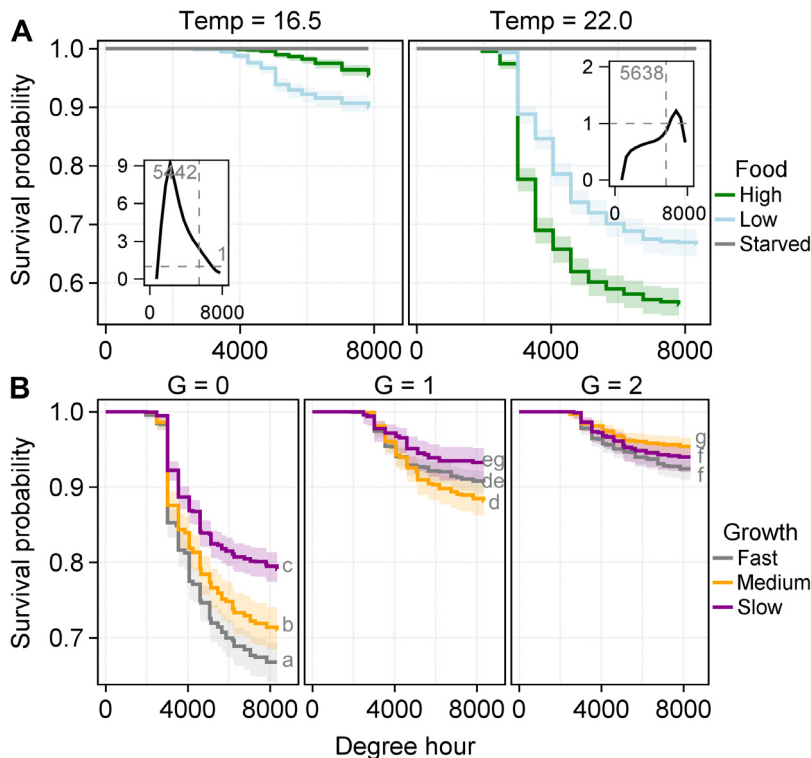 A
Temp = 16.5
Temp = 22.0
Survival probability
1.0
0.9
0.8
0.7
0.6
9
6
3
0
5442
1
0
8000
2
1
0
5638
0
8000
Food
High
Low
Starved
0
4000
8000
0
4000
8000
B
G = 0
G = 1
G = 2
Survival probability
1.0
0.9
0.8
0.7
c
b
a
eg
de
d
g
f
f
Growth
Fast
Medium
Slow
0
4000
8000
0
4000
8000
0
4000
8000
Degree hour